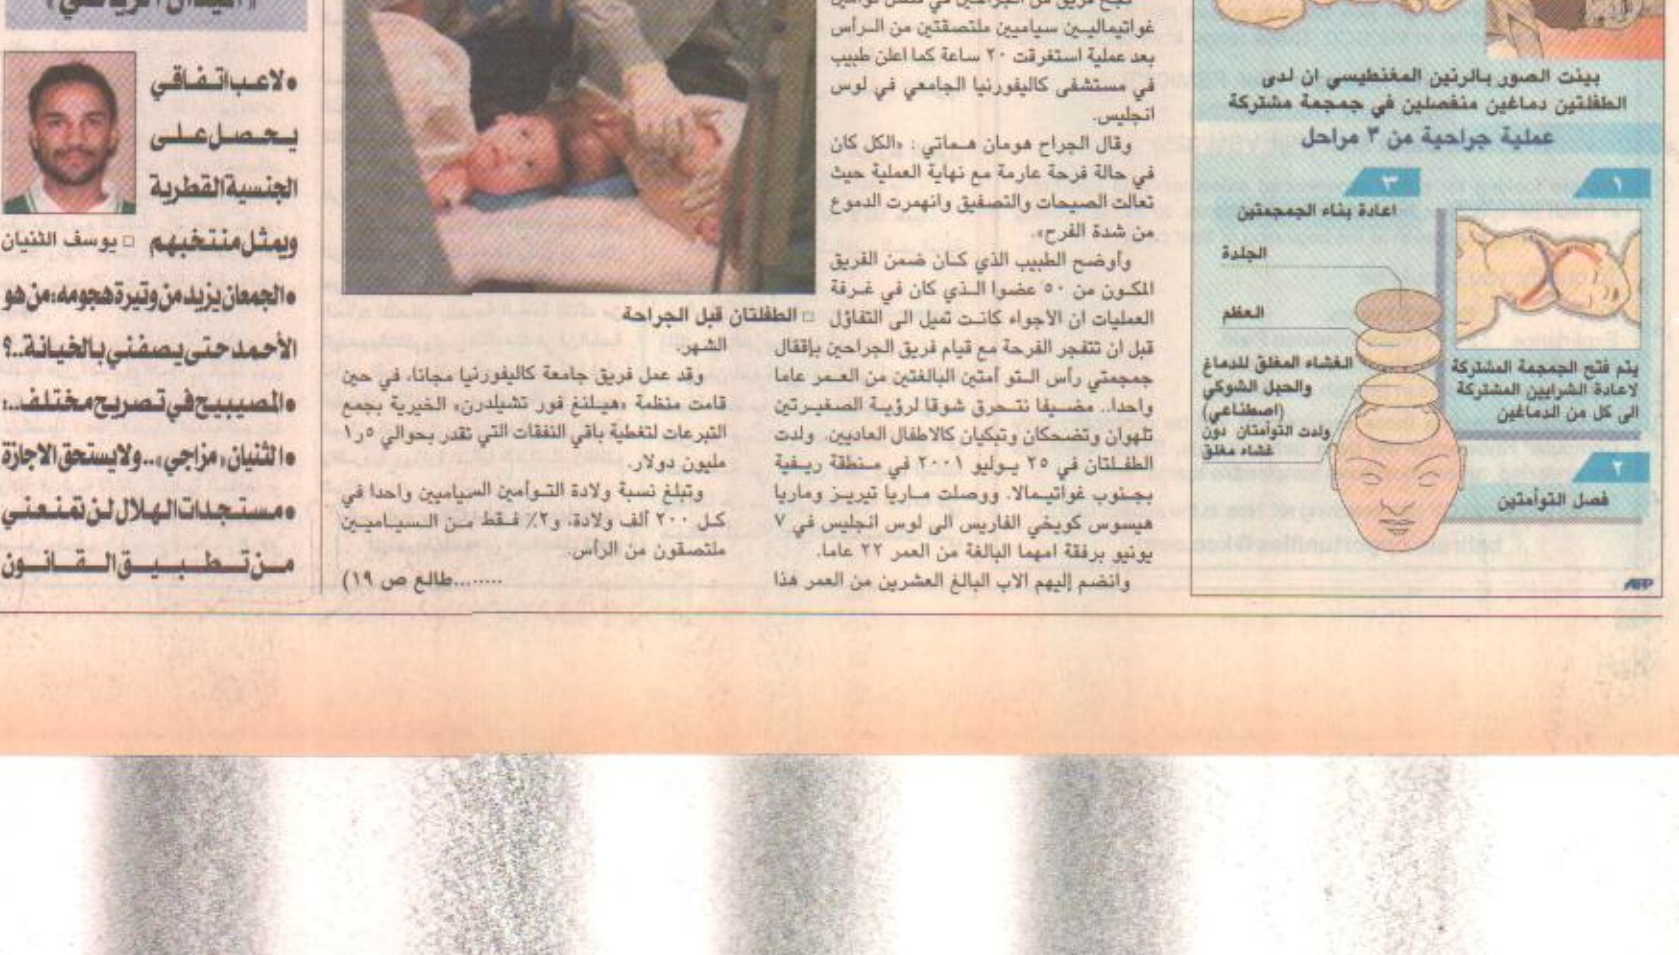 بينت الصور بالرنين المغنطيسي ان لدى
الطفلتين دماغين منفصلين في جمجمة مشتركة
عملية جراحية من ٣ مراحل
١
يتم فتح الجمجمة المشتركة
لاعادة الشرايين المشتركة
الى كل من الدماغين
٢
فصل التوأمتين
٣
اعادة بناء الجمجمتين
الجلدة
العظم
الغشاء المغلق للدماغ
والحبل الشوكي
(اصطناعي)
ولدت التوأمتان دون
غشاء مغلق
AFP
غواتيماليين سياميين ملتصقتين من الرأس
بعد عملية استغرقت ٢٠ ساعة كما اعلن طبيب
في مستشفى كاليفورنيا الجامعي في لوس
انجليس.
وقال الجراح هومان هماتي : «الكل كان
في حالة فرحة عارمة مع نهاية العملية حيث
تعالت الصيحات والتصفيق وانهمرت الدموع
من شدة الفرح».
وأوضح الطبيب الذي كان ضمن الفريق
المكون من ٥٠ عضوا الذي كان في غرفة
العمليات ان الاجواء كانت تميل الى التفاؤل
قبل ان تتفجر الفرحة مع قيام فريق الجراحين بإقفال
جمجمتي رأس التو أمتين البالغتين من العمر عاما
واحدا.. مضيفا نتحرق شوقا لرؤية الصغيرتين
تلهوان وتضحكان وتبكيان كالاطفال العاديين. ولدت
الطفلتان في ٢٥ يوليو ٢٠٠١ في منطقة ريفية
بجنوب غواتيمالا. ووصلت ماريا تيريز وماريا
هيسوس كويخي الفاريس الى لوس انجليس في ٧
يونيو برفقة امهما البالغة من العمر ٢٢ عاما.
وانضم إليهم الاب البالغ العشرين من العمر هذا
□ الطفلتان قبل الجراحة
الشهر.
وقد عمل فريق جامعة كاليفورنيا مجانا، في حين
قامت منظمة «هيلنغ فور تشيلدرن» الخيرية بجمع
التبرعات لتغطية باقي النفقات التي تقدر بحوالي ١٫٥
مليون دولار.
وتبلغ نسبة ولادة التوأمين السياميين واحدا في
كل ٢٠٠ ألف ولادة، و٢٪ فقط من السياميين
ملتصقون من الرأس.
.......طالع ص ١٩)
«الميدان الرياضي»
• لاعب اتفاقي
يحصل على
الجنسية القطرية
ويمثل منتخبهم
□ يوسف الثنيان
• الجمعان يزيد من وتيرة هجومه: من هو
الأحمد حتى يصفني بالخيانة..؟
• المصيبيح في تصريح مختلف..:
• الثنيان «مزاجي»..ولا يستحق الاجازة
• مستجدات الهلال لن تمنعني
من تطبيق القانون